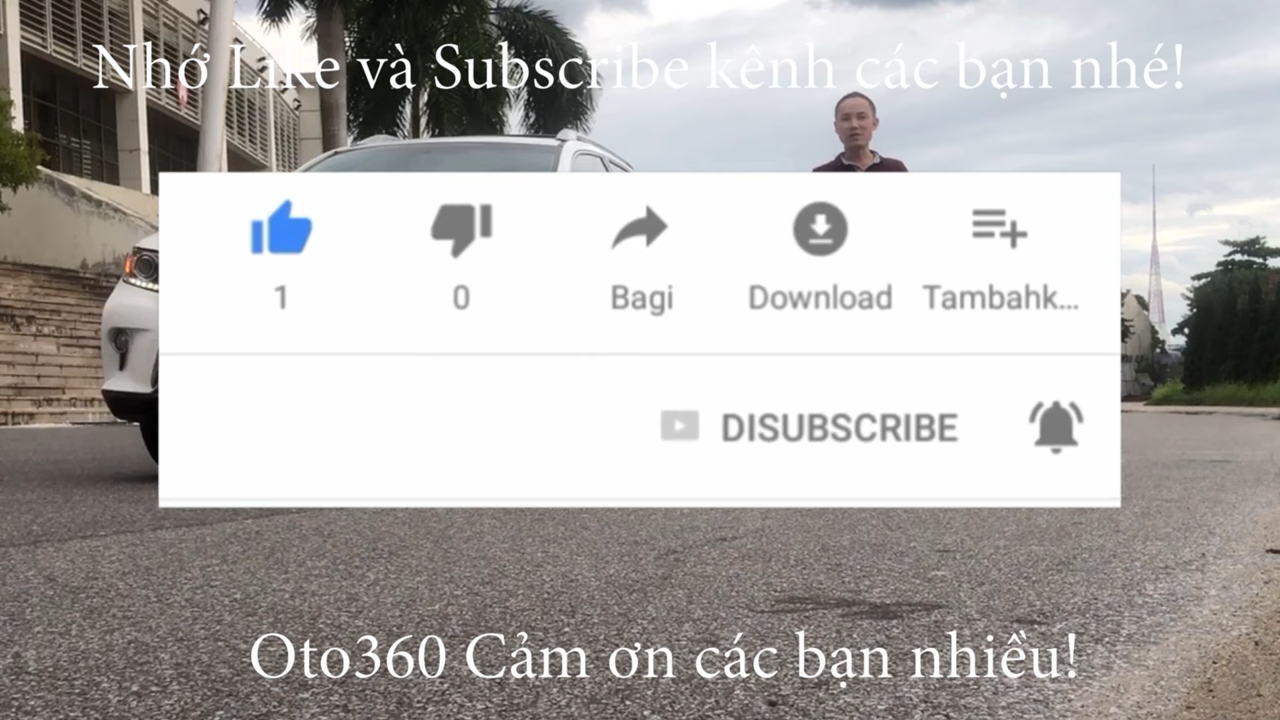 Nhớ Like và Subscribe kênh các bạn nhé!
1 0 Bagi Download Tambahk...
DISUBSCRIBE
Oto360 Cảm ơn các bạn nhiều!